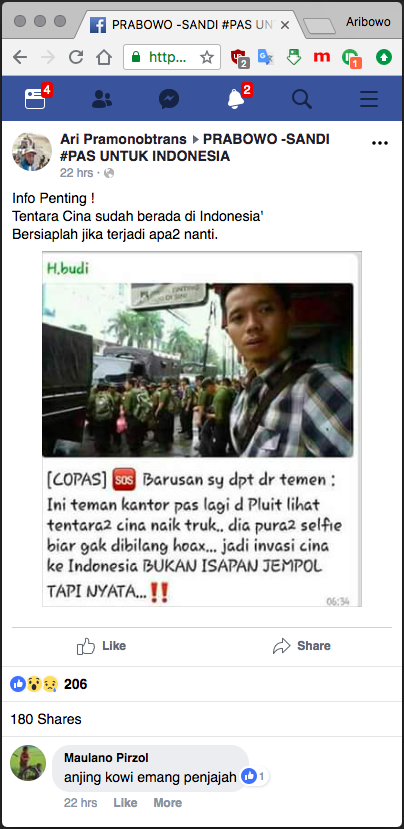 PRABOWO -SANDI #PAS UN
Aribowo
https...
2
m
1
4
2
Ari Pramonobtrans ▸ PRABOWO -SANDI
#PAS UNTUK INDONESIA
22 hrs ·
Info Penting !
Tentara Cina sudah berada di Indonesia'
Bersiaplah jika terjadi apa2 nanti.
H.budi
[COPAS] 🆘 Barusan sy dpt dr temen :
Ini teman kantor pas lagi d Pluit lihat
tentara2 cina naik truk.. dia pura2 selfie
biar gak dibilang hoax... jadi invasi cina
ke Indonesia BUKAN ISAPAN JEMPOL
TAPI NYATA...‼️
06:34
Like
Share
206
180 Shares
Maulano Pirzol
anjing kowi emang penjajah
1
22 hrs Like More